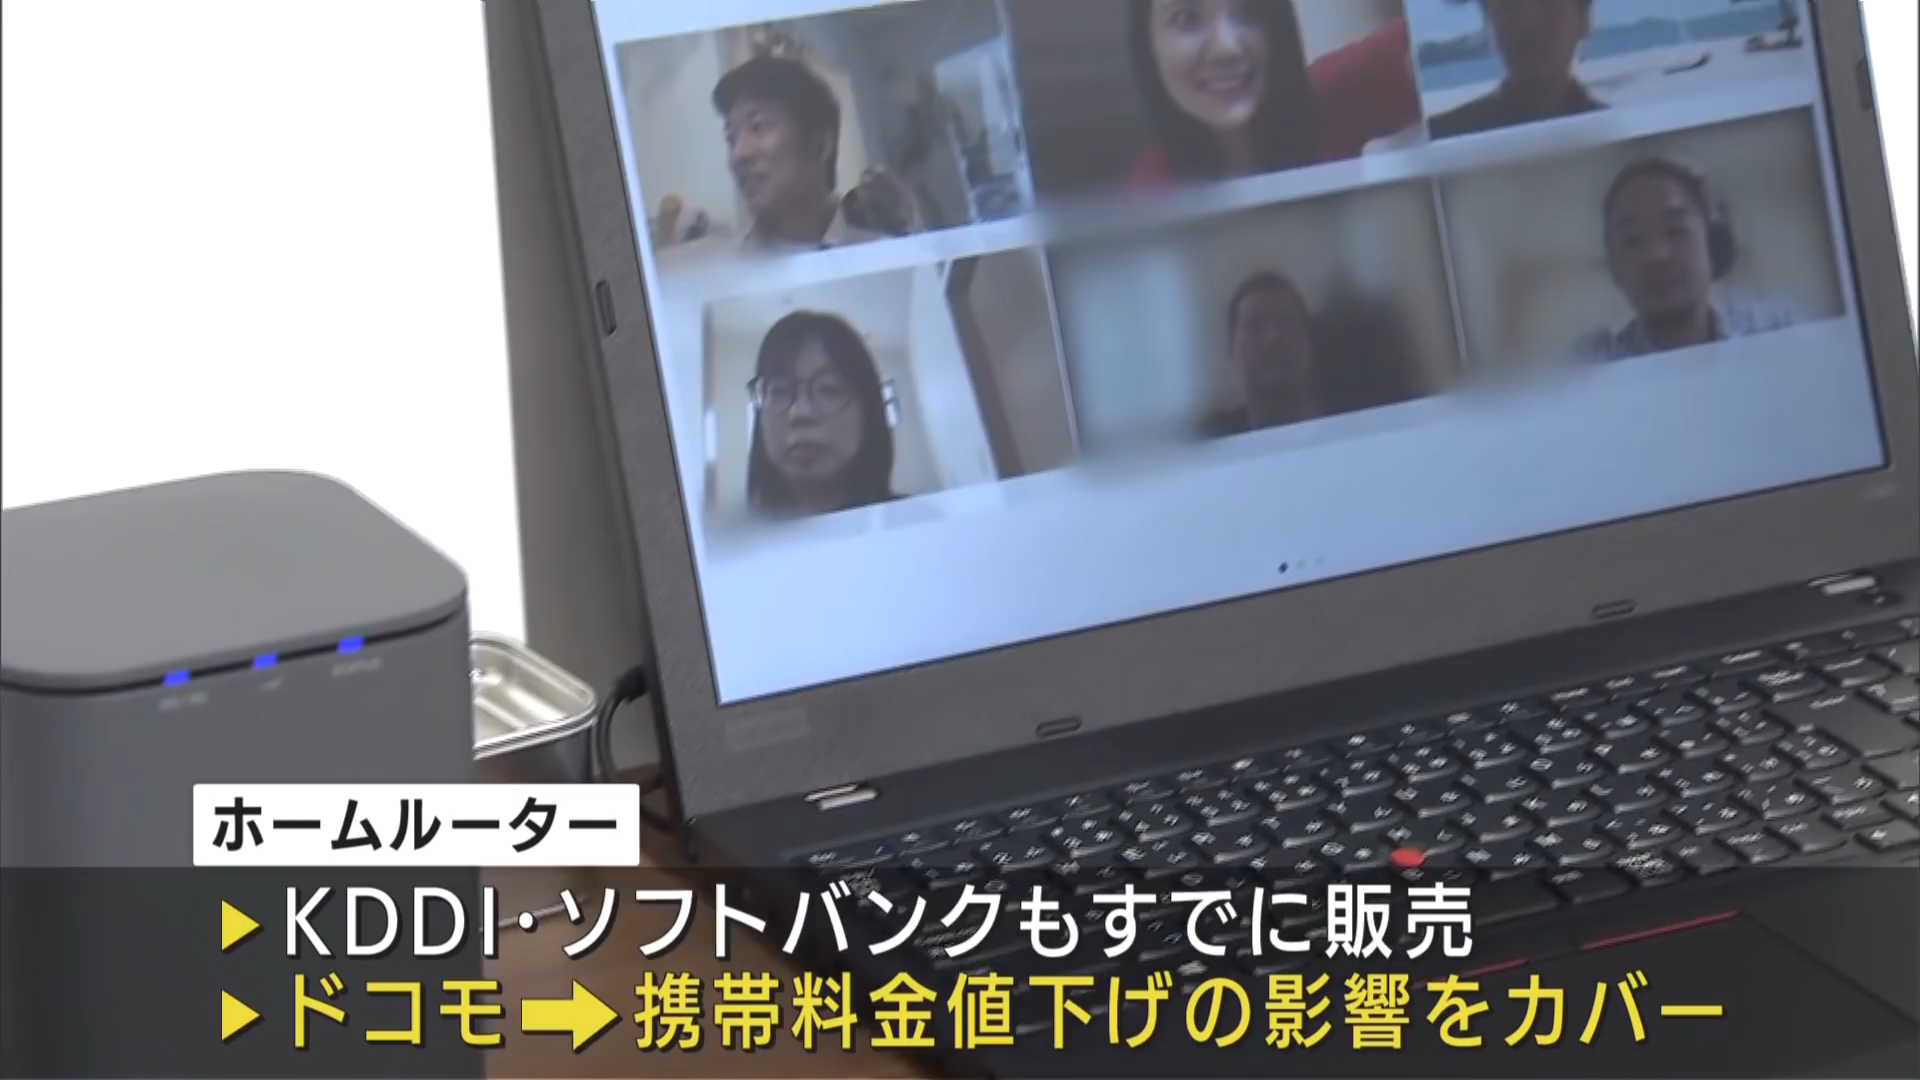 ホームルーター
▶KDDI・ソフトバンクもすでに販売
▶ドコモ➡携帯料金値下げの影響をカバー